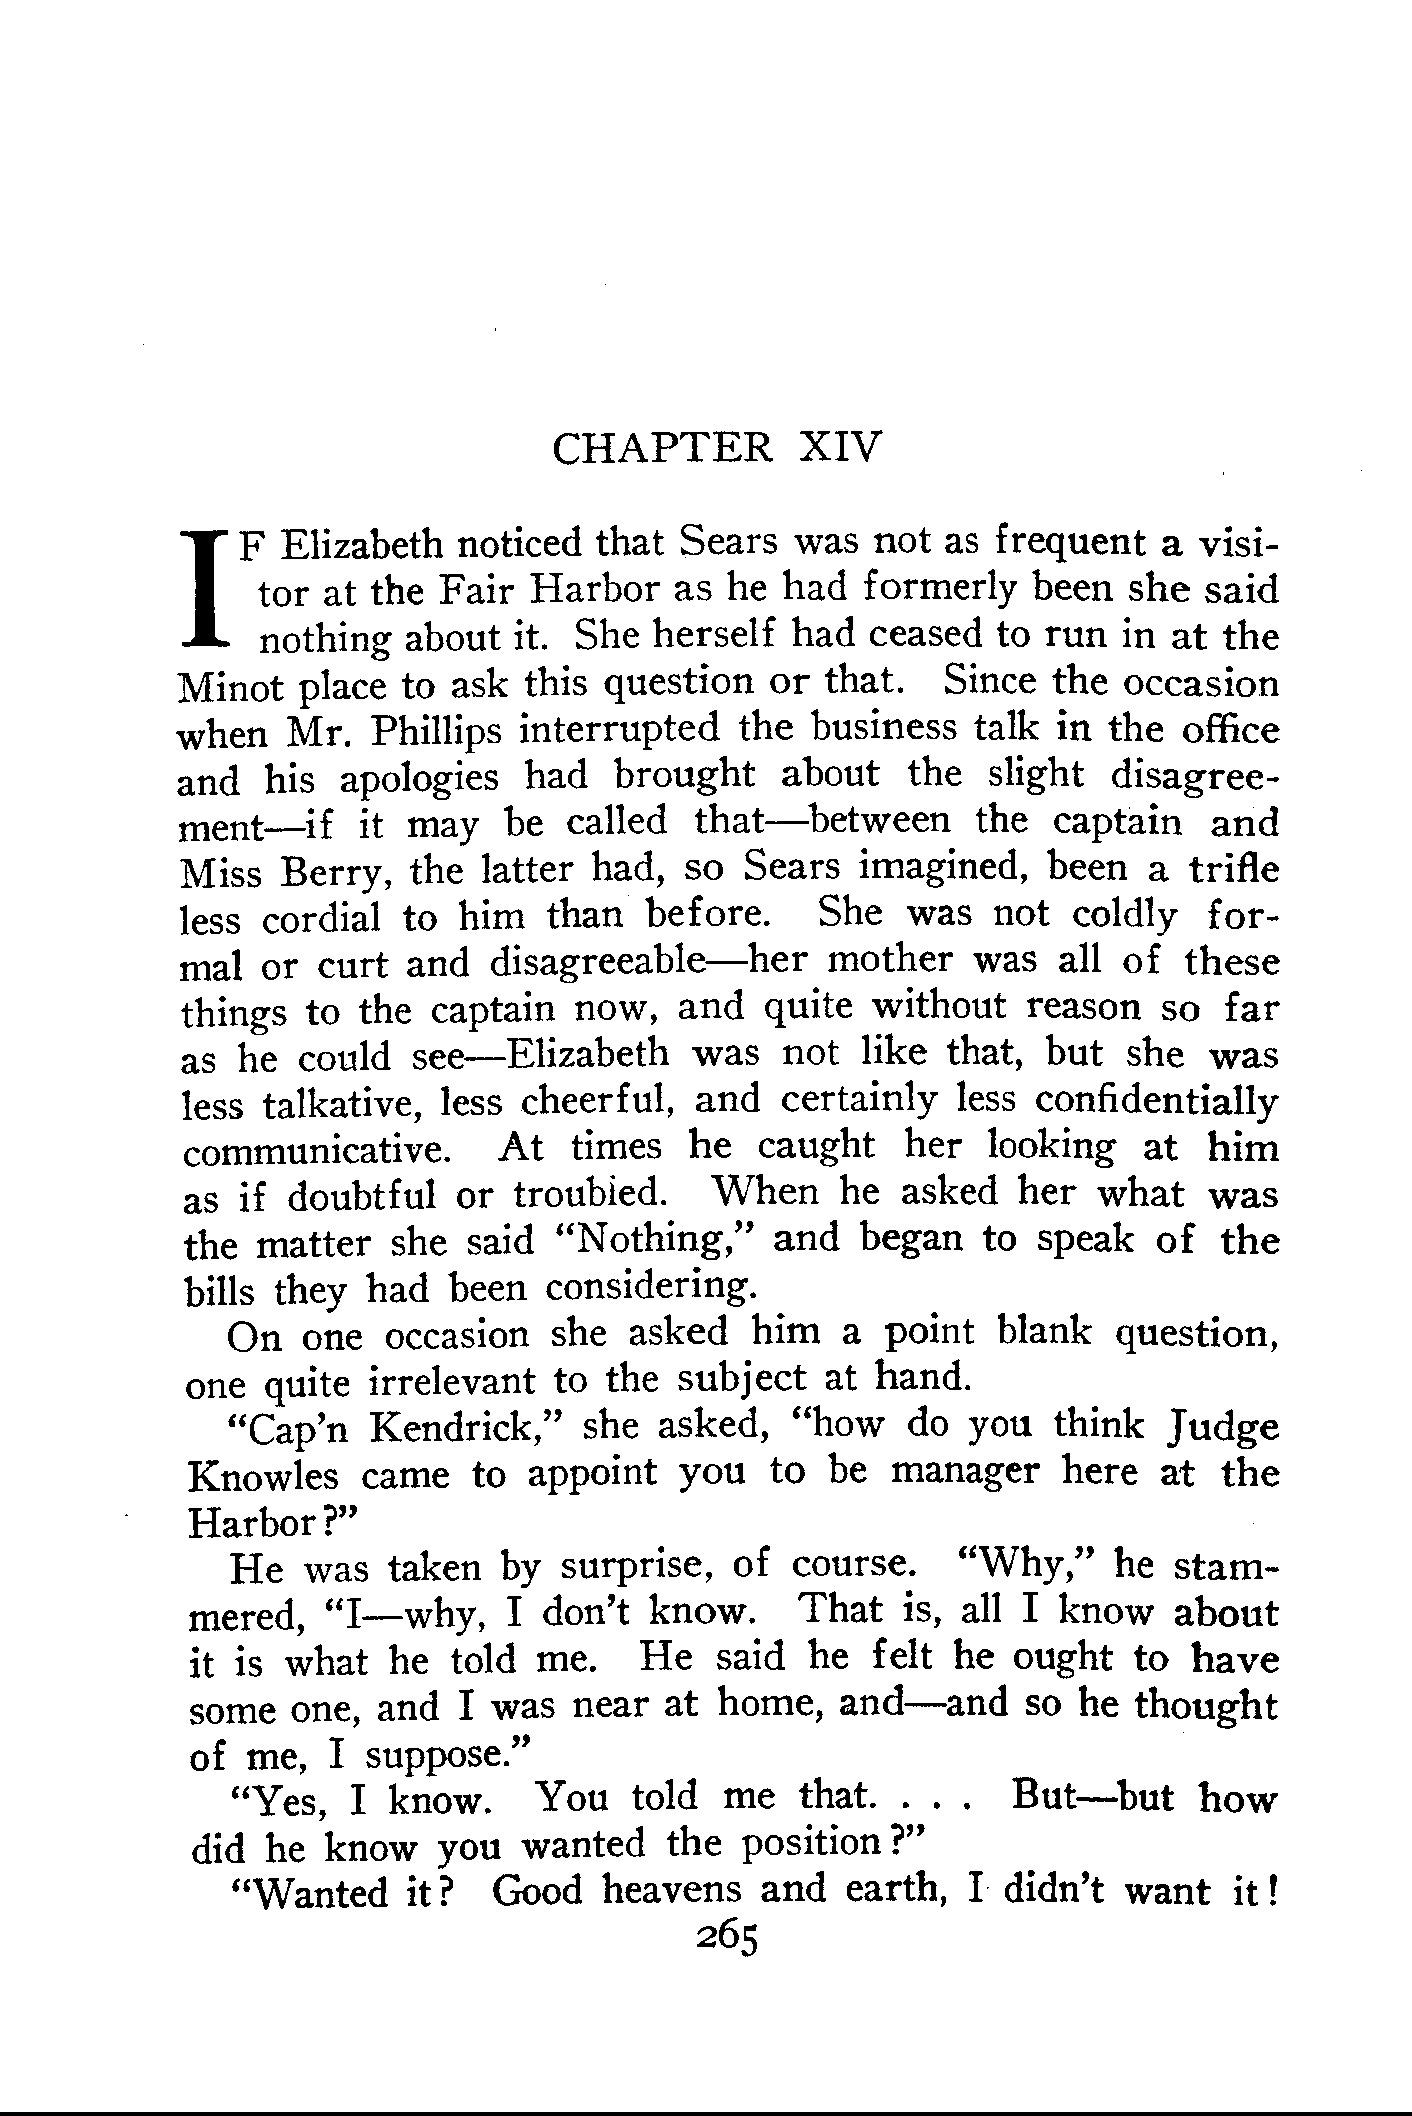 CHAPTER XIV
IF Elizabeth noticed that Sears was not as frequent a visi-
tor at the Fair Harbor as he had formerly been she said
nothing about it. She herself had ceased to run in at the
Minot place to ask this question or that. Since the occasion
when Mr. Phillips interrupted the business talk in the office
and his apologies had brought about the slight disagree-
ment—if it may be called that—between the captain and
Miss Berry, the latter had, so Sears imagined, been a trifle
less cordial to him than before. She was not coldly for-
mal or curt and disagreeable—her mother was all of these
things to the captain now, and quite without reason so far
as he could see—Elizabeth was not like that, but she was
less talkative, less cheerful, and certainly less confidentially
communicative. At times he caught her looking at him
as if doubtful or troubled. When he asked her what was
the matter she said “Nothing,” and began to speak of the
bills they had been considering.
On one occasion she asked him a point blank question,
one quite irrelevant to the subject at hand.
“Cap’n Kendrick,” she asked, “how do you think Judge
Knowles came to appoint you to be manager here at the
Harbor?”
He was taken by surprise, of course. “Why,” he stam-
mered, “I—why, I don’t know. That is, all I know about
it is what he told me. He said he felt he ought to have
some one, and I was near at home, and—and so he thought
of me, I suppose.”
“Yes, I know. You told me that. . . . But—but how
did he know you wanted the position?”
“Wanted it? Good heavens and earth, I didn’t want it!
265